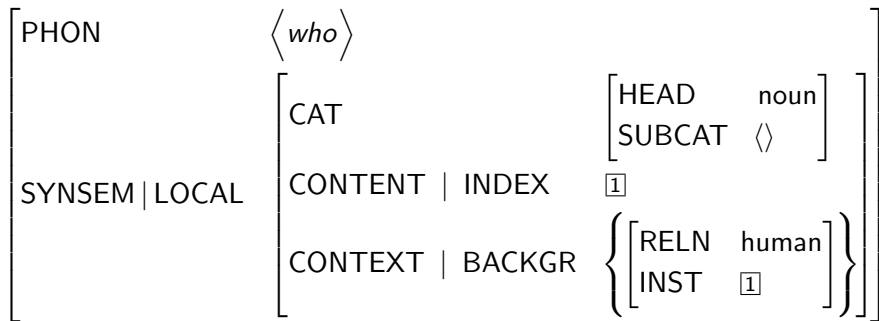 PHON ⟨who⟩
CAT [HEAD noun
SUBCAT ⟨⟩]
SYNSEM|LOCAL CONTENT | INDEX 1
CONTEXT | BACKGR {[RELN human
INST 1]}